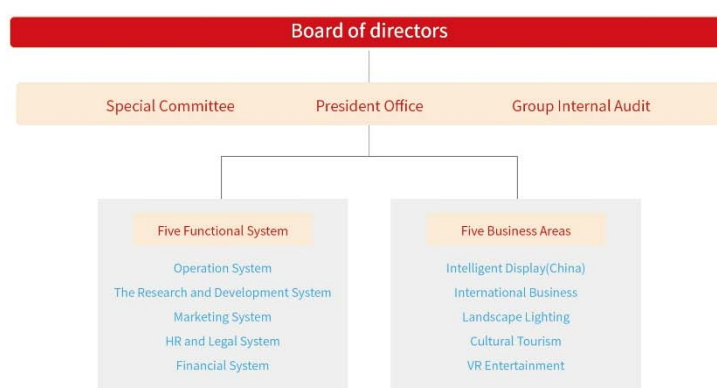 Board of directors
Special Committee President Office Group Internal Audit
Five Functional System
Operation System
The Research and Development System
Marketing System
HR and Legal System
Financial System
Five Business Areas
Intelligent Display(China)
International Business
Landscape Lighting
Cultural Tourism
VR Entertainment